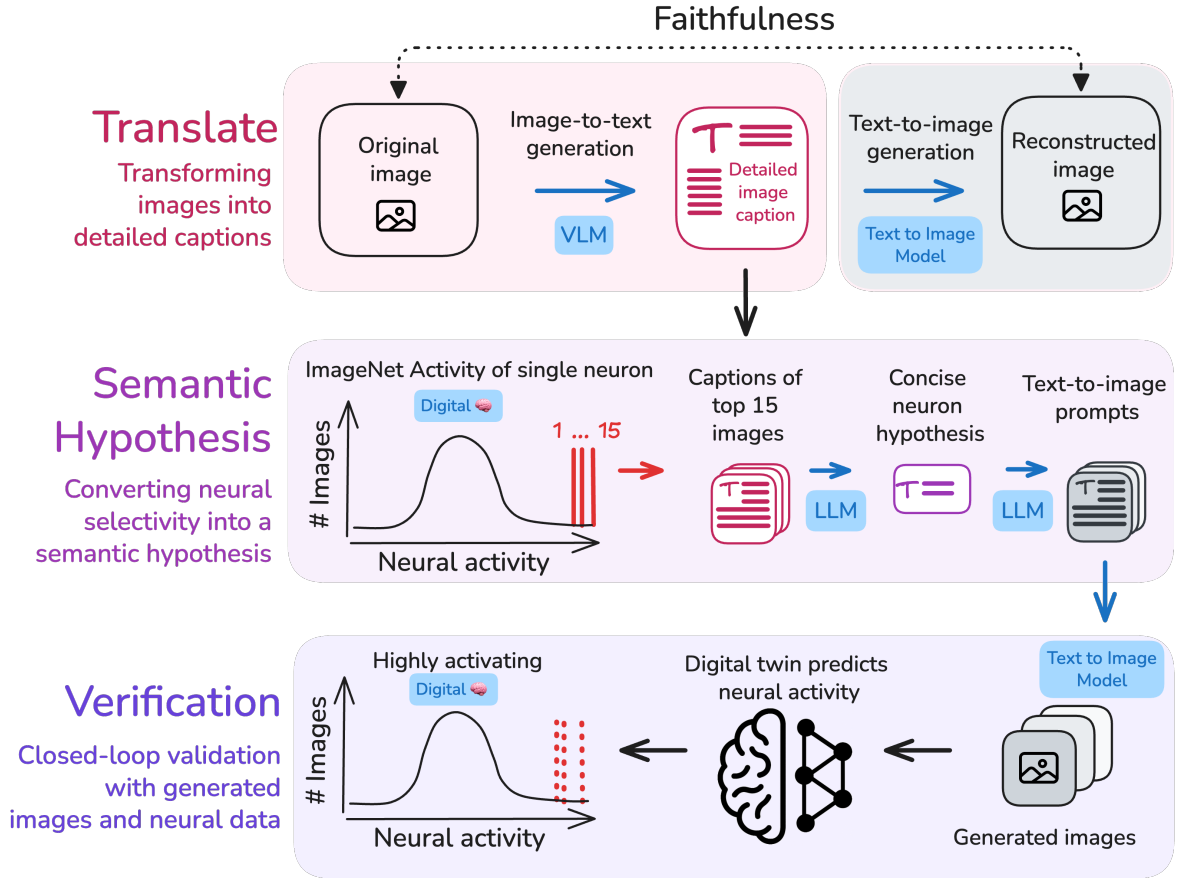 Faithfulness
Translate
Transforming
images into
detailed captions
Original
image
Image-to-text
generation
VLM
Detailed
image
caption
Text-to-image
generation
Text to Image
Model
Reconstructed
image
Semantic
Hypothesis
Converting neural
selectivity into a
semantic hypothesis
ImageNet Activity of single neuron
Digital
# Images
1 ... 15
Neural activity
Captions of
top 15
images
LLM
Concise
neuron
hypothesis
LLM
Text-to-image
prompts
Verification
Closed-loop validation
with generated
images and neural data
Highly activating
Digital
# Images
Neural activity
Digital twin predicts
neural activity
Text to Image
Model
Generated images